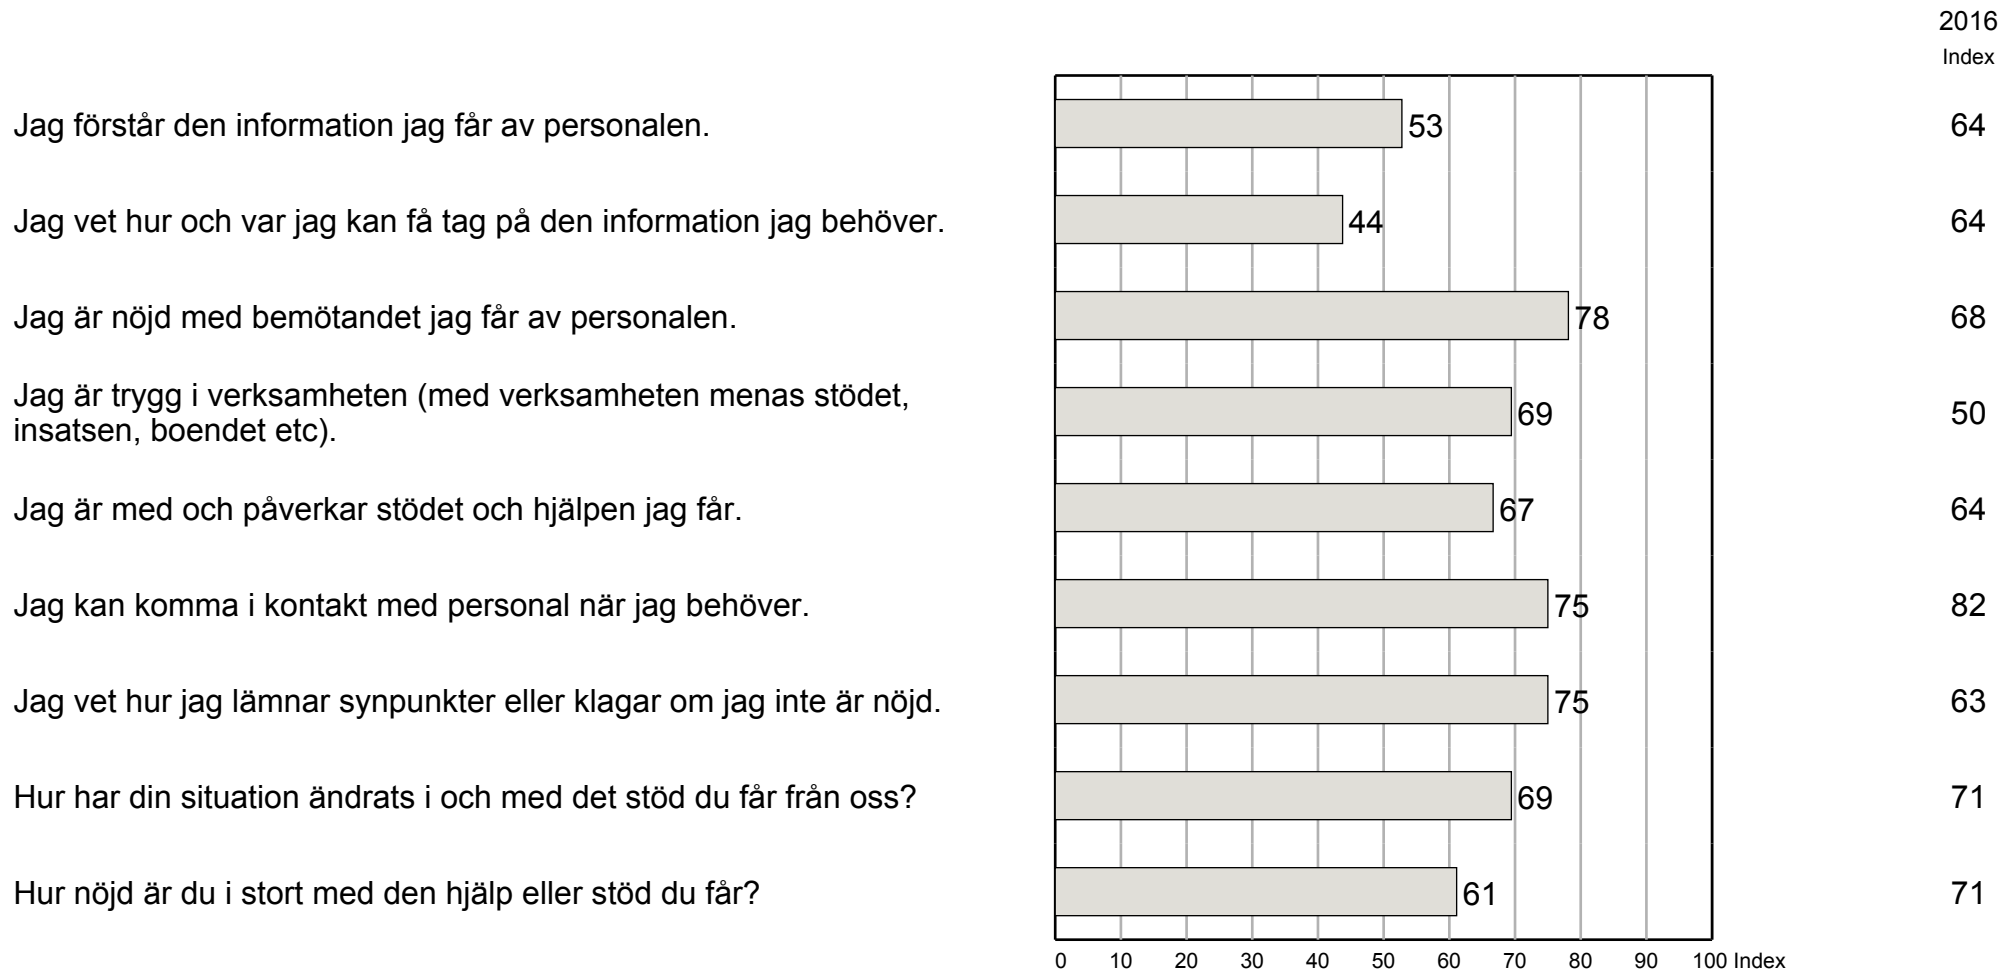 2016
Index
Jag förstår den information jag får av personalen. 53 64
Jag vet hur och var jag kan få tag på den information jag behöver. 44 64
Jag är nöjd med bemötandet jag får av personalen. 78 68
Jag är trygg i verksamheten (med verksamheten menas stödet,
insatsen, boendet etc). 69 50
Jag är med och påverkar stödet och hjälpen jag får. 67 64
Jag kan komma i kontakt med personal när jag behöver. 75 82
Jag vet hur jag lämnar synpunkter eller klagar om jag inte är nöjd. 75 63
Hur har din situation ändrats i och med det stöd du får från oss? 69 71
Hur nöjd är du i stort med den hjälp eller stöd du får? 61 71
0 10 20 30 40 50 60 70 80 90 100 Index